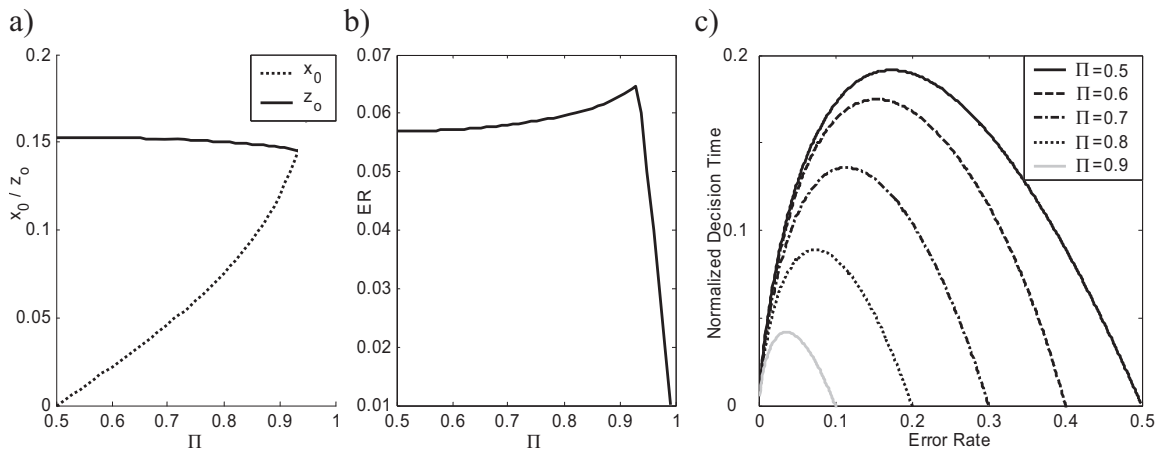 a)
0.2
0.15
0.1
0.05
0
x₀ / z₀
0.5 0.6 0.7 0.8 0.9 1
Π
x₀
z₀
b)
0.07
0.06
0.05
0.04
0.03
0.02
0.01
ER
0.5 0.6 0.7 0.8 0.9 1
Π
c)
0.2
0.1
0
Normalized Decision Time
0 0.1 0.2 0.3 0.4 0.5
Error Rate
Π=0.5
Π=0.6
Π=0.7
Π=0.8
Π=0.9